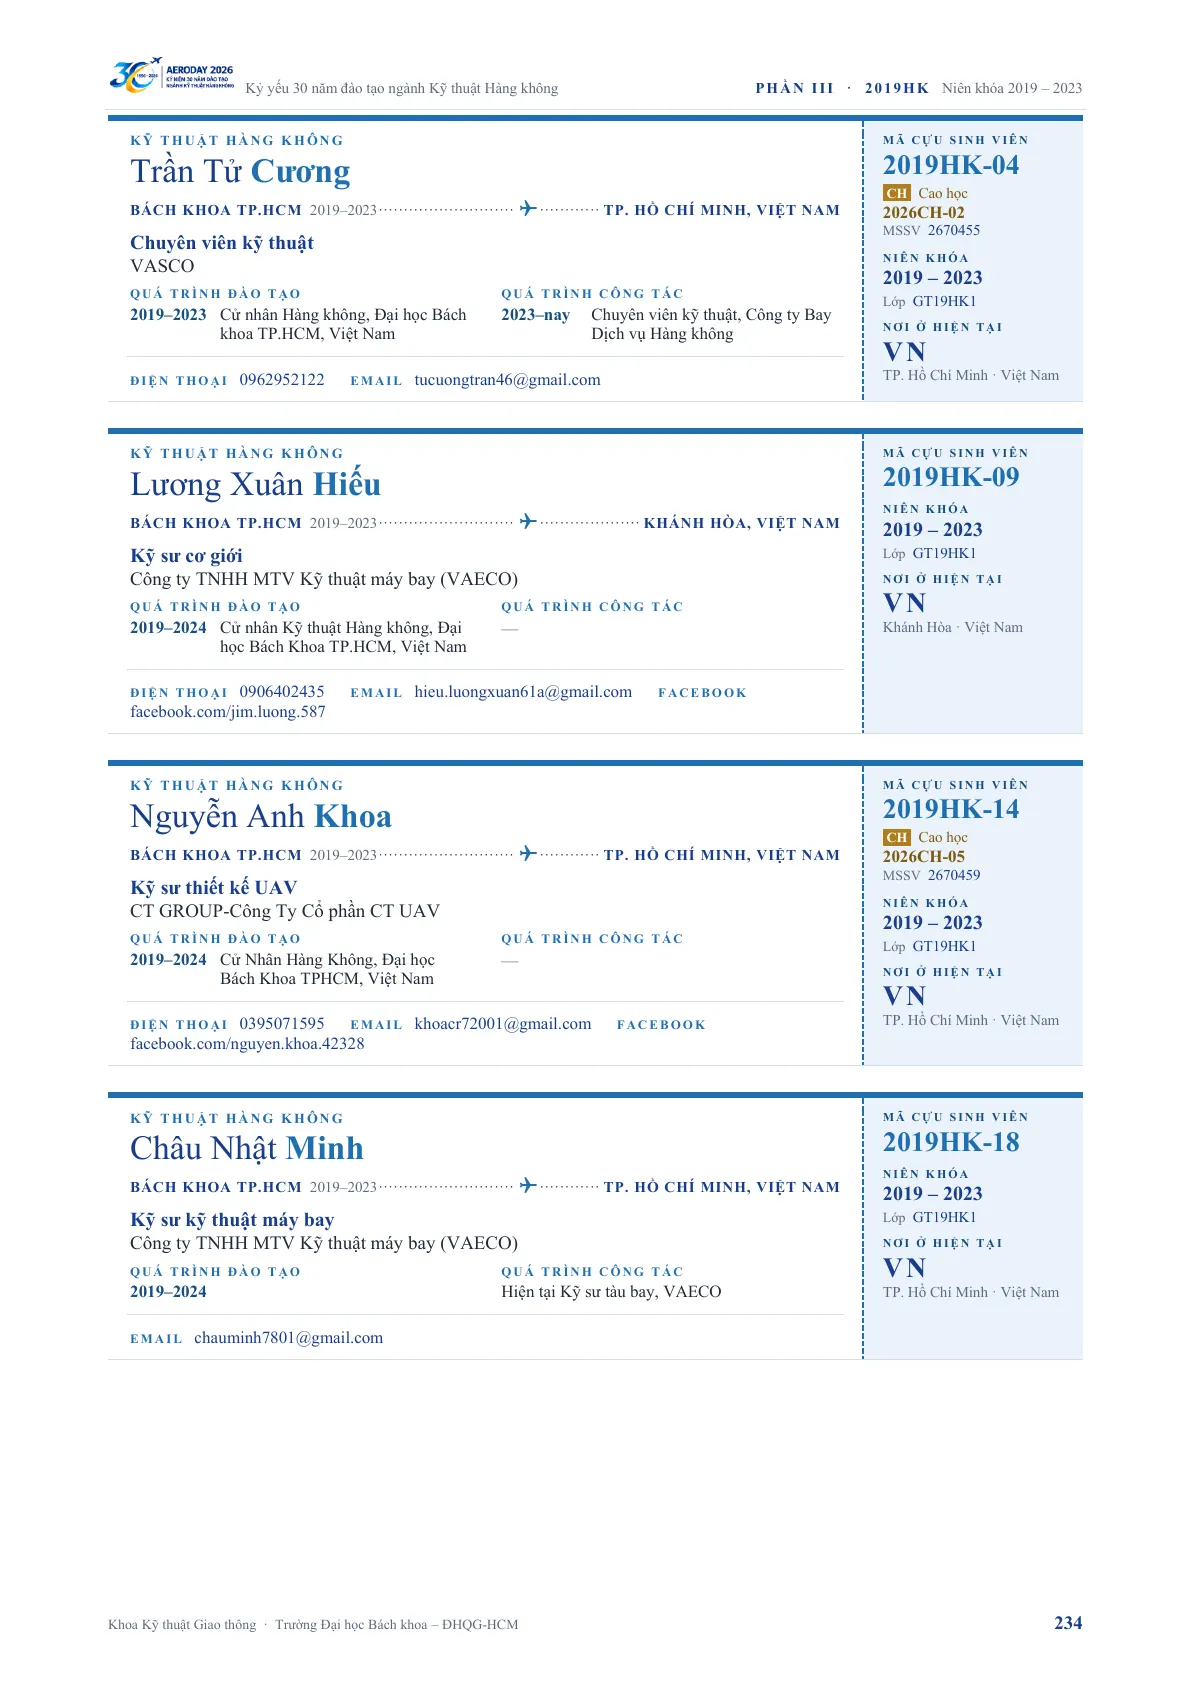 30
1996 - 2026
AERODAY 2026
KỶ NIỆM 30 NĂM ĐÀO TẠO
NGÀNH KỸ THUẬT HÀNG KHÔNG
Kỷ yếu 30 năm đào tạo ngành Kỹ thuật Hàng không
PHẦN III · 2019HK Niên khóa 2019 – 2023
KỸ THUẬT HÀNG KHÔNG
Trần Tử Cương
BÁCH KHOA TP.HCM 2019–2023 TP. HỒ CHÍ MINH, VIỆT NAM
Chuyên viên kỹ thuật
VASCO
QUÁ TRÌNH ĐÀO TẠO
2019–2023 Cử nhân Hàng không, Đại học Bách
khoa TP.HCM, Việt Nam
QUÁ TRÌNH CÔNG TÁC
2023–nay Chuyên viên kỹ thuật, Công ty Bay
Dịch vụ Hàng không
ĐIỆN THOẠI 0962952122 EMAIL tucuongtran46@gmail.com
MÃ CỰU SINH VIÊN
2019HK-04
CH Cao học
2026CH-02
MSSV 2670455
NIÊN KHÓA
2019 – 2023
Lớp GT19HK1
NƠI Ở HIỆN TẠI
VN
TP. Hồ Chí Minh · Việt Nam
KỸ THUẬT HÀNG KHÔNG
Lương Xuân Hiếu
BÁCH KHOA TP.HCM 2019–2023 KHÁNH HÒA, VIỆT NAM
Kỹ sư cơ giới
Công ty TNHH MTV Kỹ thuật máy bay (VAECO)
QUÁ TRÌNH ĐÀO TẠO
2019–2024 Cử nhân Kỹ thuật Hàng không, Đại
học Bách Khoa TP.HCM, Việt Nam
QUÁ TRÌNH CÔNG TÁC
—
ĐIỆN THOẠI 0906402435 EMAIL hieu.luongxuan61a@gmail.com FACEBOOK
facebook.com/jim.luong.587
MÃ CỰU SINH VIÊN
2019HK-09
NIÊN KHÓA
2019 – 2023
Lớp GT19HK1
NƠI Ở HIỆN TẠI
VN
Khánh Hòa · Việt Nam
KỸ THUẬT HÀNG KHÔNG
Nguyễn Anh Khoa
BÁCH KHOA TP.HCM 2019–2023 TP. HỒ CHÍ MINH, VIỆT NAM
Kỹ sư thiết kế UAV
CT GROUP-Công Ty Cổ phần CT UAV
QUÁ TRÌNH ĐÀO TẠO
2019–2024 Cử Nhân Hàng Không, Đại học
Bách Khoa TPHCM, Việt Nam
QUÁ TRÌNH CÔNG TÁC
—
ĐIỆN THOẠI 0395071595 EMAIL khoacr72001@gmail.com FACEBOOK
facebook.com/nguyen.khoa.42328
MÃ CỰU SINH VIÊN
2019HK-14
CH Cao học
2026CH-05
MSSV 2670459
NIÊN KHÓA
2019 – 2023
Lớp GT19HK1
NƠI Ở HIỆN TẠI
VN
TP. Hồ Chí Minh · Việt Nam
KỸ THUẬT HÀNG KHÔNG
Châu Nhật Minh
BÁCH KHOA TP.HCM 2019–2023 TP. HỒ CHÍ MINH, VIỆT NAM
Kỹ sư kỹ thuật máy bay
Công ty TNHH MTV Kỹ thuật máy bay (VAECO)
QUÁ TRÌNH ĐÀO TẠO
2019–2024
QUÁ TRÌNH CÔNG TÁC
Hiện tại Kỹ sư tàu bay, VAECO
EMAIL chauminh7801@gmail.com
MÃ CỰU SINH VIÊN
2019HK-18
NIÊN KHÓA
2019 – 2023
Lớp GT19HK1
NƠI Ở HIỆN TẠI
VN
TP. Hồ Chí Minh · Việt Nam
Khoa Kỹ thuật Giao thông · Trường Đại học Bách khoa – ĐHQG-HCM
234